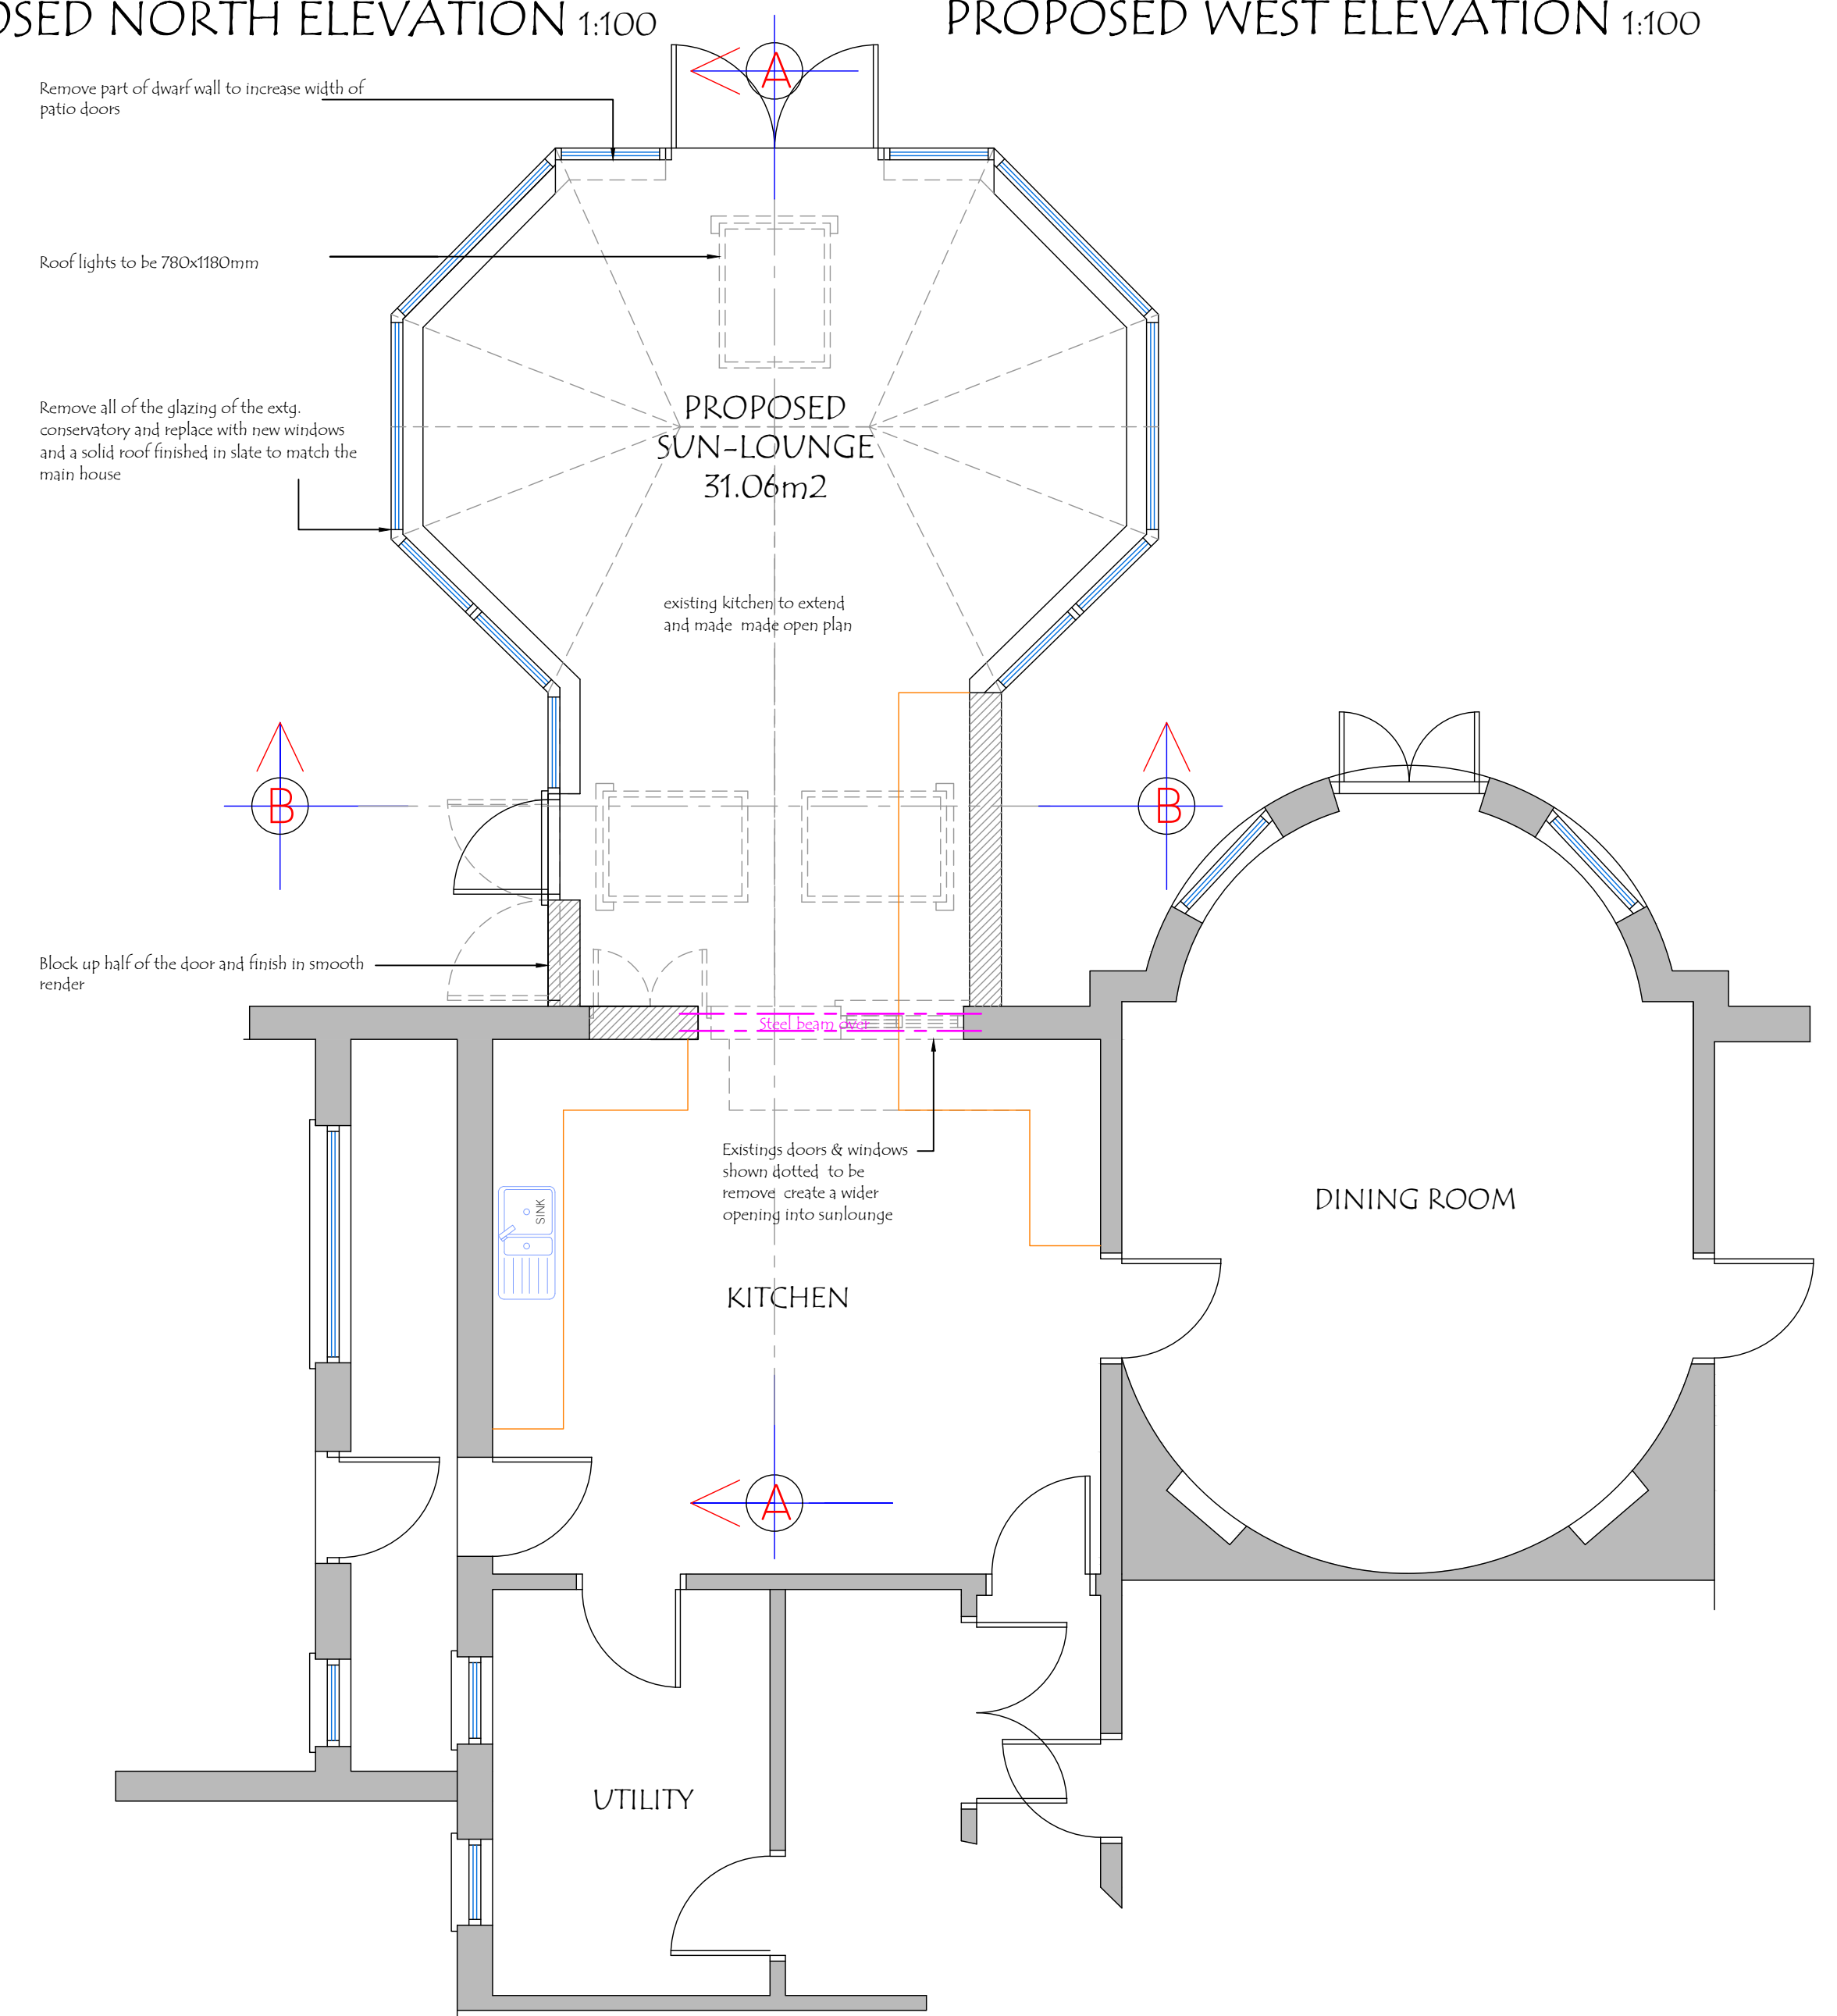 OSED NORTH ELEVATION 1:100
PROPOSED WEST ELEVATION 1:100
A
Remove part of dwarf wall to increase width of
patio doors
Roof lights to be 780x1180mm
Remove all of the glazing of the extg.
conservatory and replace with new windows
and a solid roof finished in slate to match the
main house
PROPOSED
SUN-LOUNGE
31.06m2
existing kitchen to extend
and made made open plan
B
B
Block up half of the door and finish in smooth
render
Steel beam over
Existings doors & windows
shown dotted to be
remove create a wider
opening into sunlounge
SINK
DINING ROOM
KITCHEN
A
UTILITY